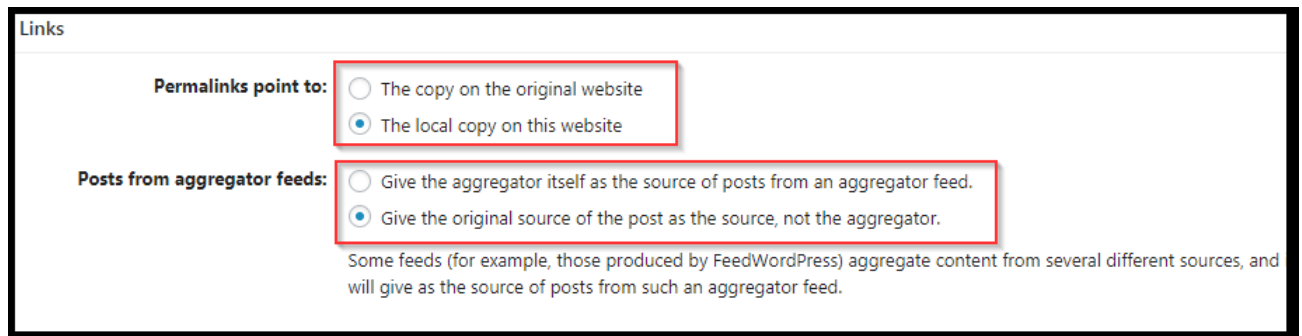 Links
Permalinks point to:
The copy on the original website
The local copy on this website
Posts from aggregator feeds:
Give the aggregator itself as the source of posts from an aggregator feed.
Give the original source of the post as the source, not the aggregator.
Some feeds (for example, those produced by FeedWordPress) aggregate content from several different sources, and
will give as the source of posts from such an aggregator feed.